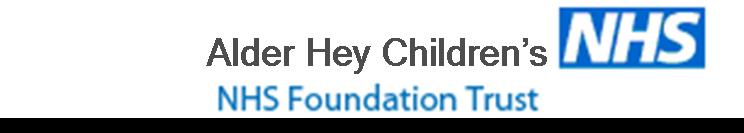 Alder Hey Children's NHS
NHS Foundation Trust